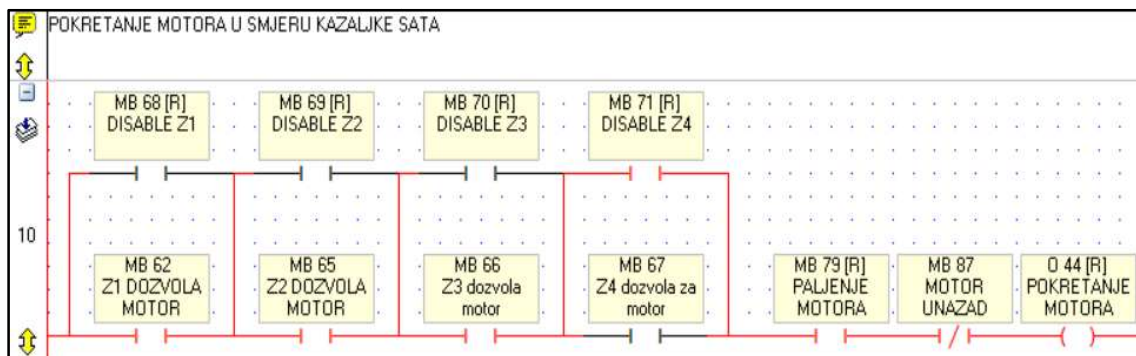 POKRETANJE MOTORA U SMJERU KAZALJKE SATA
MB 68 [R]
DISABLE Z1
MB 69 [R]
DISABLE Z2
MB 70 [R]
DISABLE Z3
MB 71 [R]
DISABLE Z4
10
MB 62
Z1 DOZVOLA
MOTOR
MB 65
Z2 DOZVOLA
MOTOR
MB 66
Z3 dozvola
motor
MB 67
Z4 dozvola za
motor
MB 79 [R]
PALJENJE
MOTORA
MB 87
MOTOR
UNAZAD
O 44 [R]
POKRETANJE
MOTORA